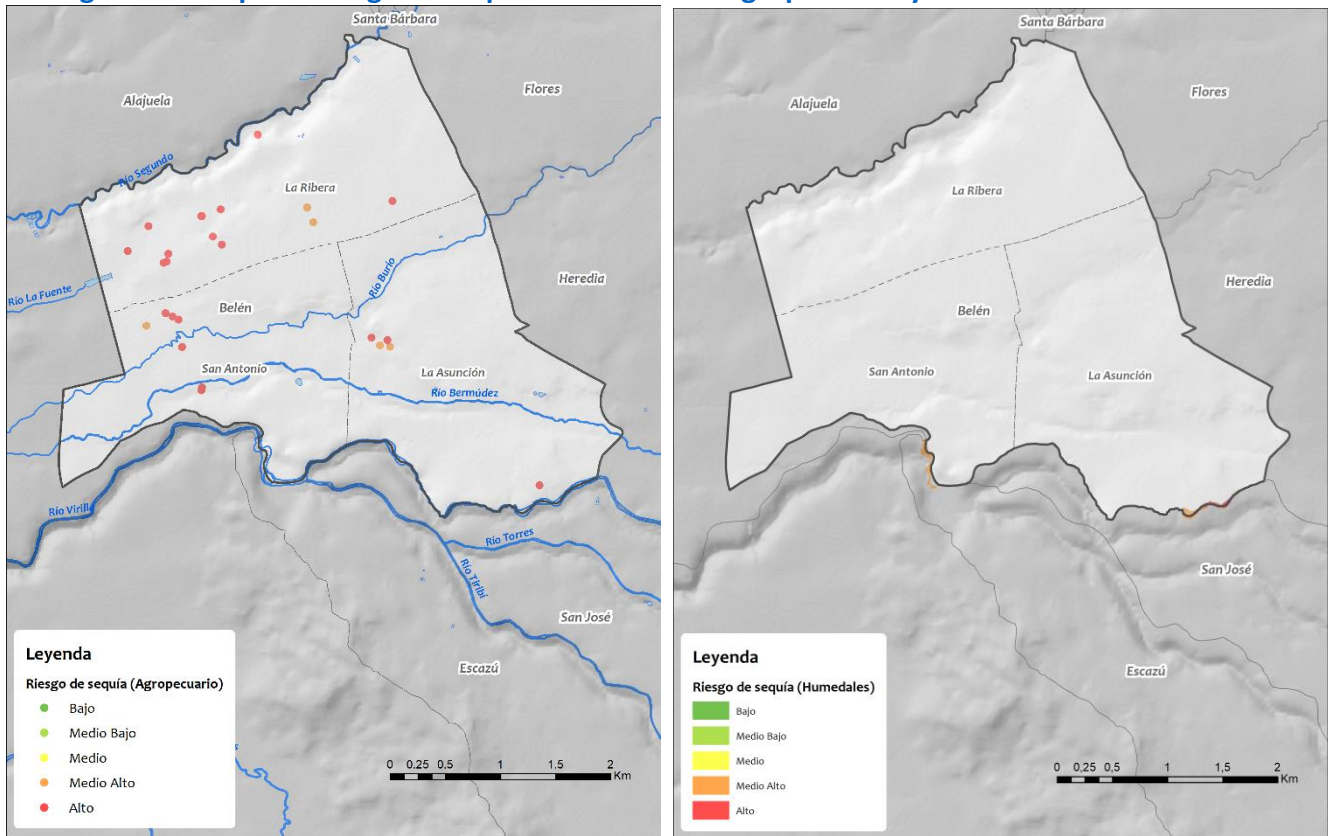 Santa Bárbara
Alajuela
Flores
Río Segundo
La Ribera
Río La Fuente
Río Burío
Heredia
Belén
San Antonio
La Asunción
Río Bermúdez
Río Virilla
Río Torres
Río Tiribí
San José
Escazú
Leyenda
Riesgo de sequía (Agropecuario)
Bajo
Medio Bajo
Medio
Medio Alto
Alto
0 0,25 0,5 1 1,5 2
Km
Santa Bárbara
Alajuela
Flores
La Ribera
Heredia
Belén
San Antonio
La Asunción
San José
Escazú
Leyenda
Riesgo de sequía (Humedales)
Bajo
Medio Bajo
Medio
Medio Alto
Alto
0 0,25 0,5 1 1,5 2
Km